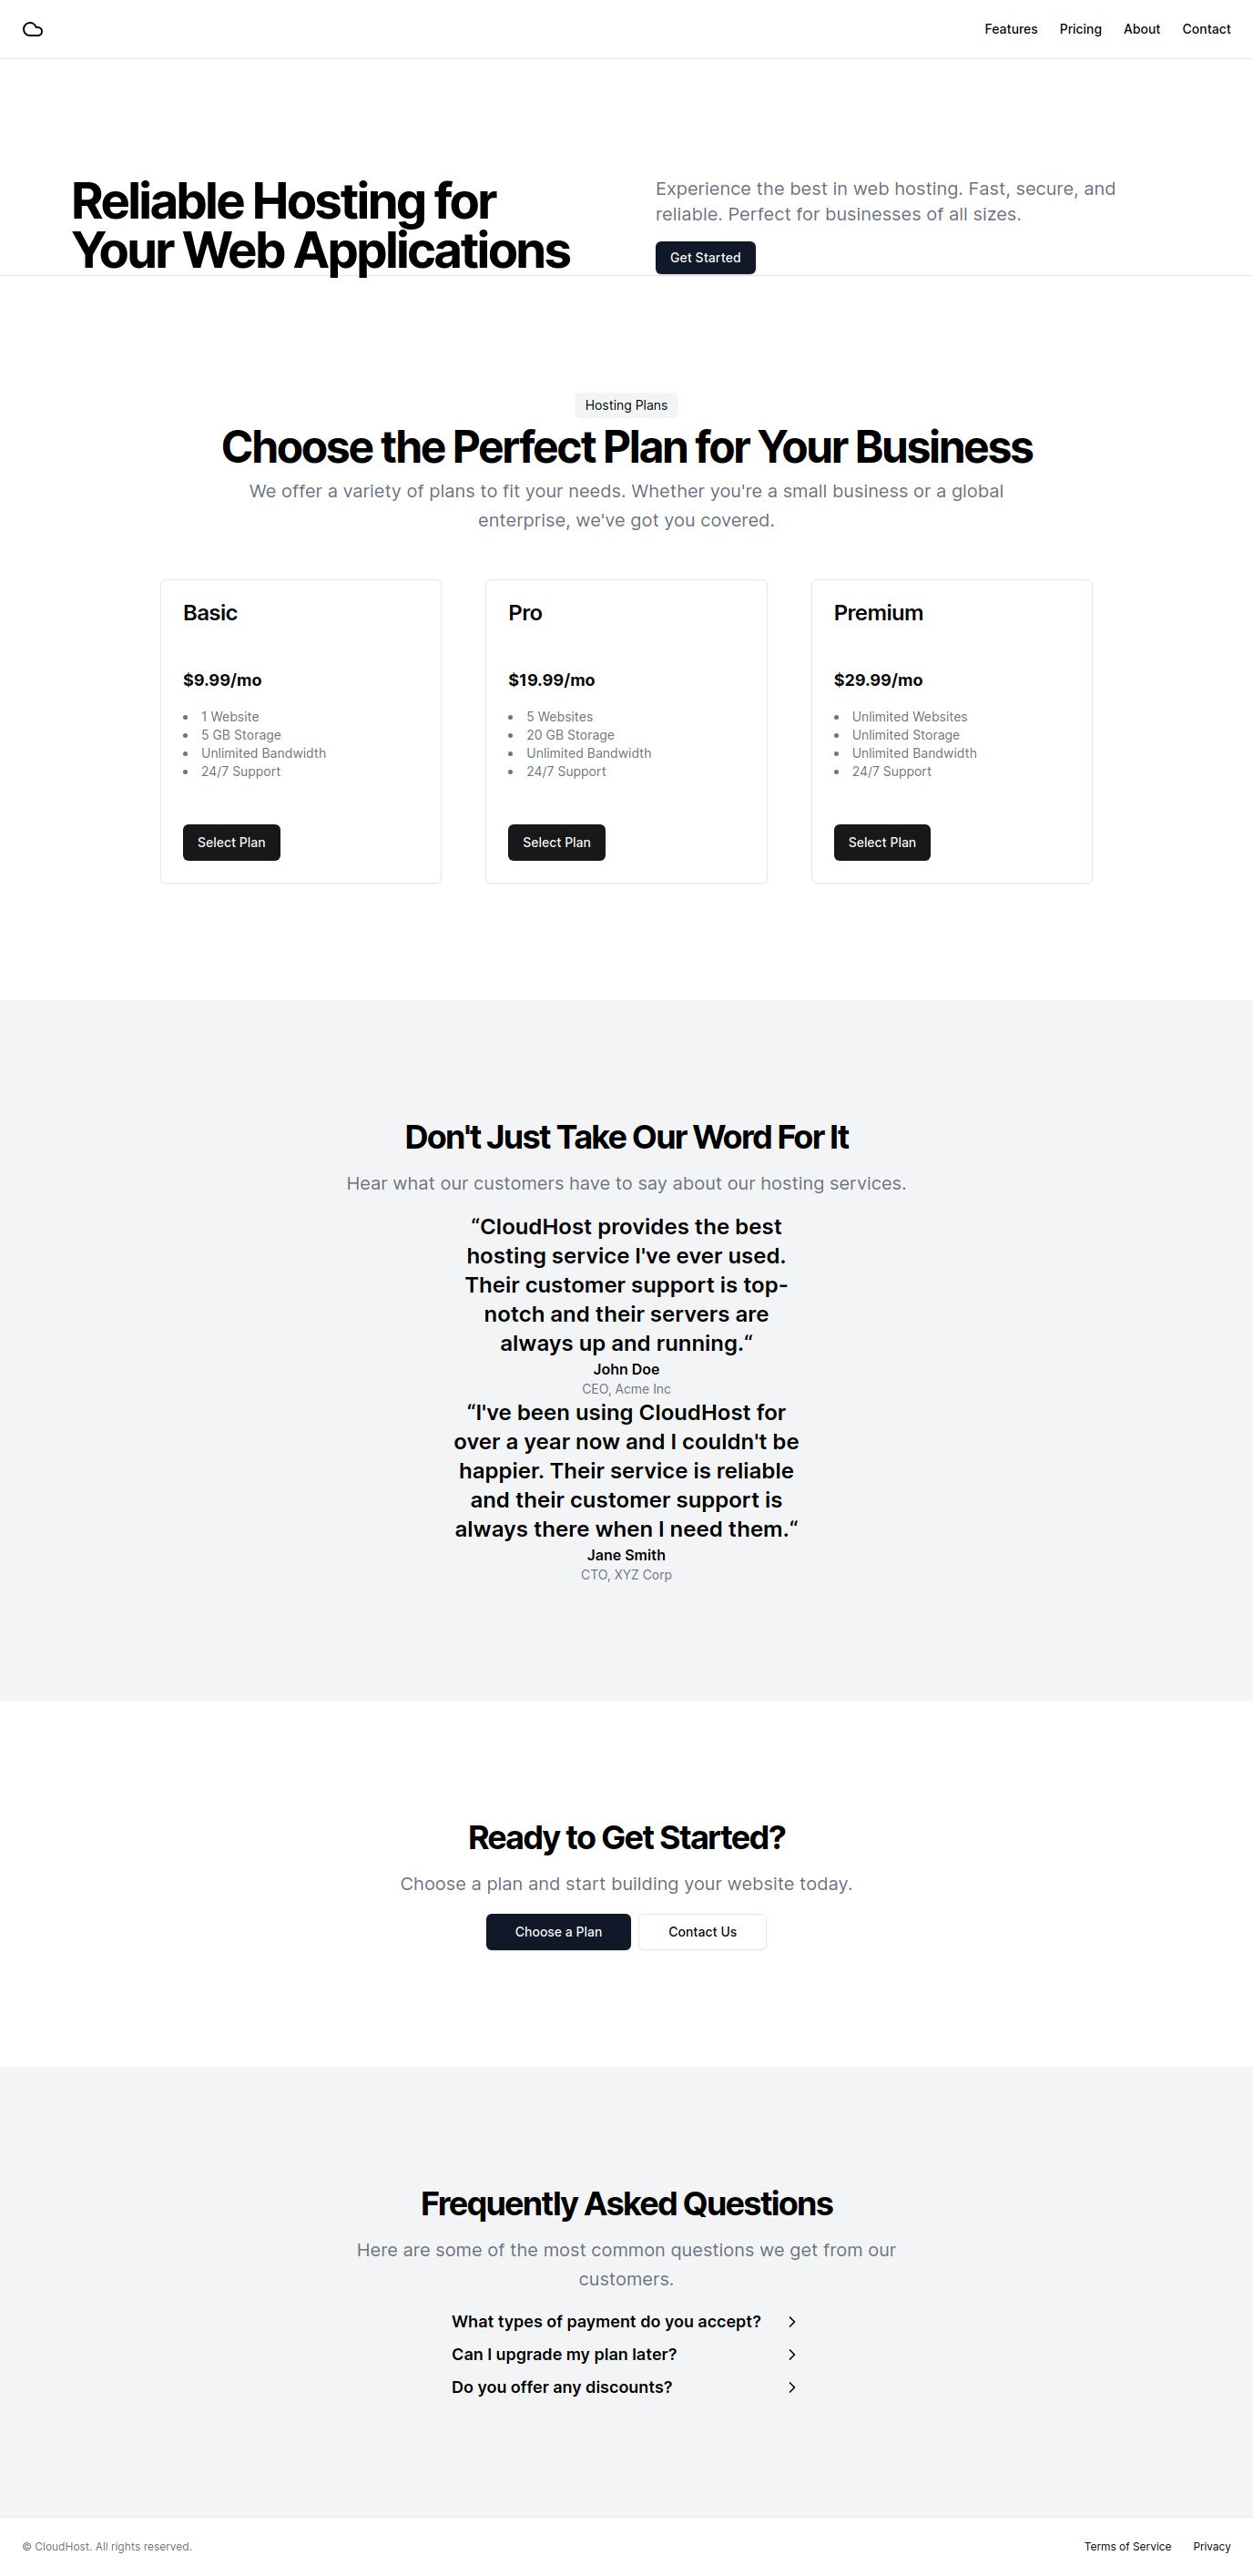 Features
Pricing
About
Contact
Reliable Hosting for
Your Web Applications
Experience the best in web hosting. Fast, secure, and
reliable. Perfect for businesses of all sizes.
Get Started
Hosting Plans
Choose the Perfect Plan for Your Business
We offer a variety of plans to fit your needs. Whether you're a small business or a global
enterprise, we've got you covered.
Basic
$9.99/mo
1 Website
5 GB Storage
Unlimited Bandwidth
24/7 Support
Select Plan
Pro
$19.99/mo
5 Websites
20 GB Storage
Unlimited Bandwidth
24/7 Support
Select Plan
Premium
$29.99/mo
Unlimited Websites
Unlimited Storage
Unlimited Bandwidth
24/7 Support
Select Plan
Don't Just Take Our Word For It
Hear what our customers have to say about our hosting services.
“CloudHost provides the best
hosting service I've ever used.
Their customer support is top-
notch and their servers are
always up and running.“
John Doe
CEO, Acme Inc
“I've been using CloudHost for
over a year now and I couldn't be
happier. Their service is reliable
and their customer support is
always there when I need them.“
Jane Smith
CTO, XYZ Corp
Ready to Get Started?
Choose a plan and start building your website today.
Choose a Plan
Contact Us
Frequently Asked Questions
Here are some of the most common questions we get from our
customers.
What types of payment do you accept?
Can I upgrade my plan later?
Do you offer any discounts?
© CloudHost. All rights reserved.
Terms of Service
Privacy